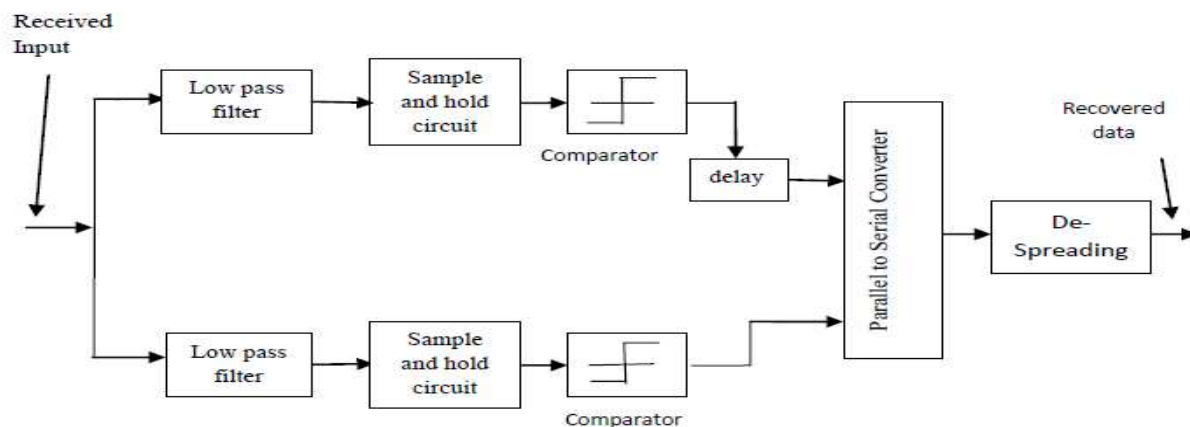 Received
Input
Low pass
filter
Sample
and hold
circuit
Comparator
delay
Parallel to Serial Converter
Recovered
data
De-
Spreading
Low pass
filter
Sample
and hold
circuit
Comparator